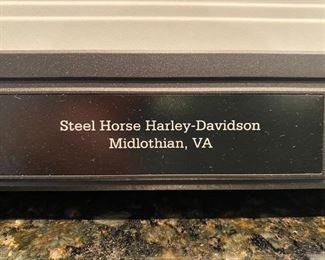 Steel Horse Harley-Davidson
Midlothian, VA